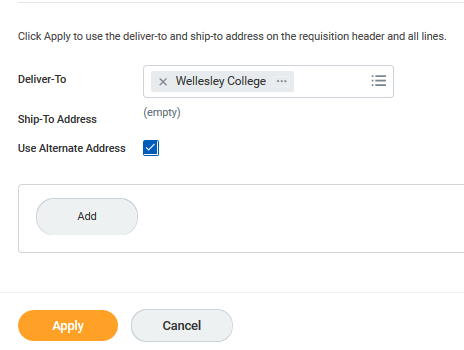 Click Apply to use the deliver-to and ship-to address on the requisition header and all lines.
Deliver-To
× Wellesley College ...
Ship-To Address
(empty)
Use Alternate Address
Add
Apply
Cancel